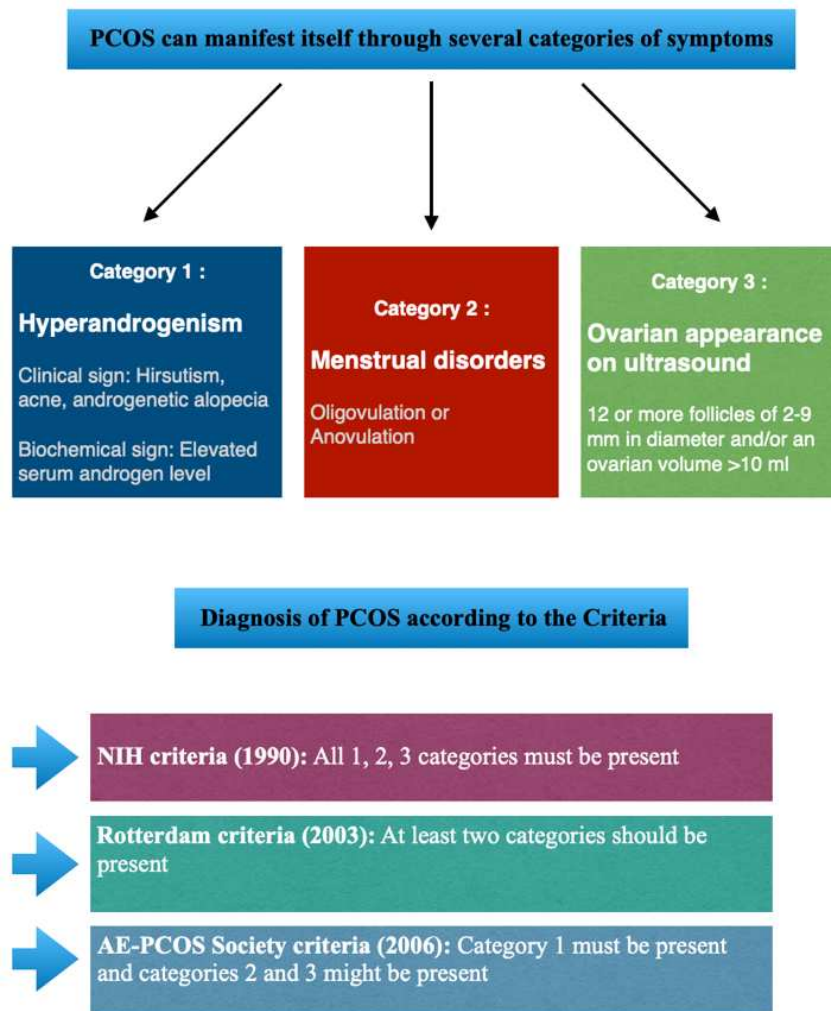 PCOS can manifest itself through several categories of symptoms
Category 1 :
Hyperandrogenism
Clinical sign: Hirsutism,
acne, androgenetic alopecia
Biochemical sign: Elevated
serum androgen level
Category 2 :
Menstrual disorders
Oligovulation or
Anovulation
Category 3 :
Ovarian appearance
on ultrasound
12 or more follicles of 2-9
mm in diameter and/or an
ovarian volume >10 ml
Diagnosis of PCOS according to the Criteria
NIH criteria (1990): All 1, 2, 3 categories must be present
Rotterdam criteria (2003): At least two categories should be
present
AE-PCOS Society criteria (2006): Category 1 must be present
and categories 2 and 3 might be present